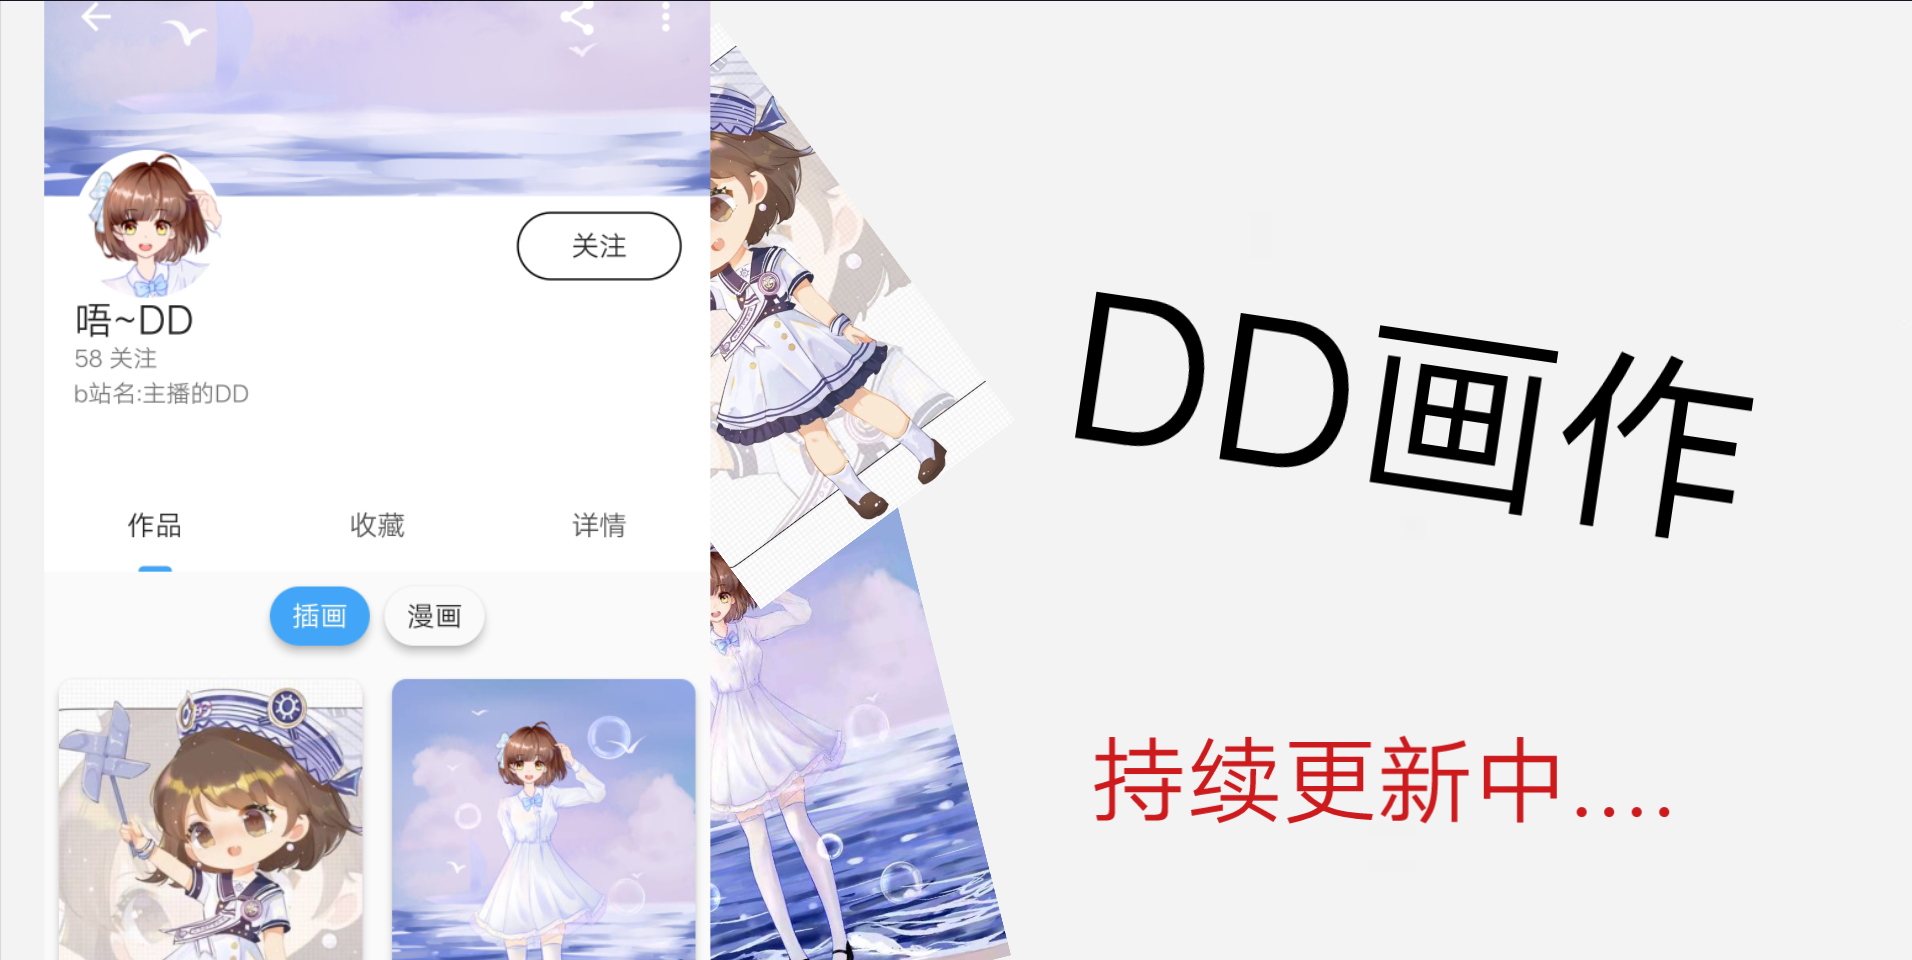 关注
唔~DD
58 关注
b站名:主播的DD
作品 收藏 详情
插画 漫画
DD画作
持续更新中....